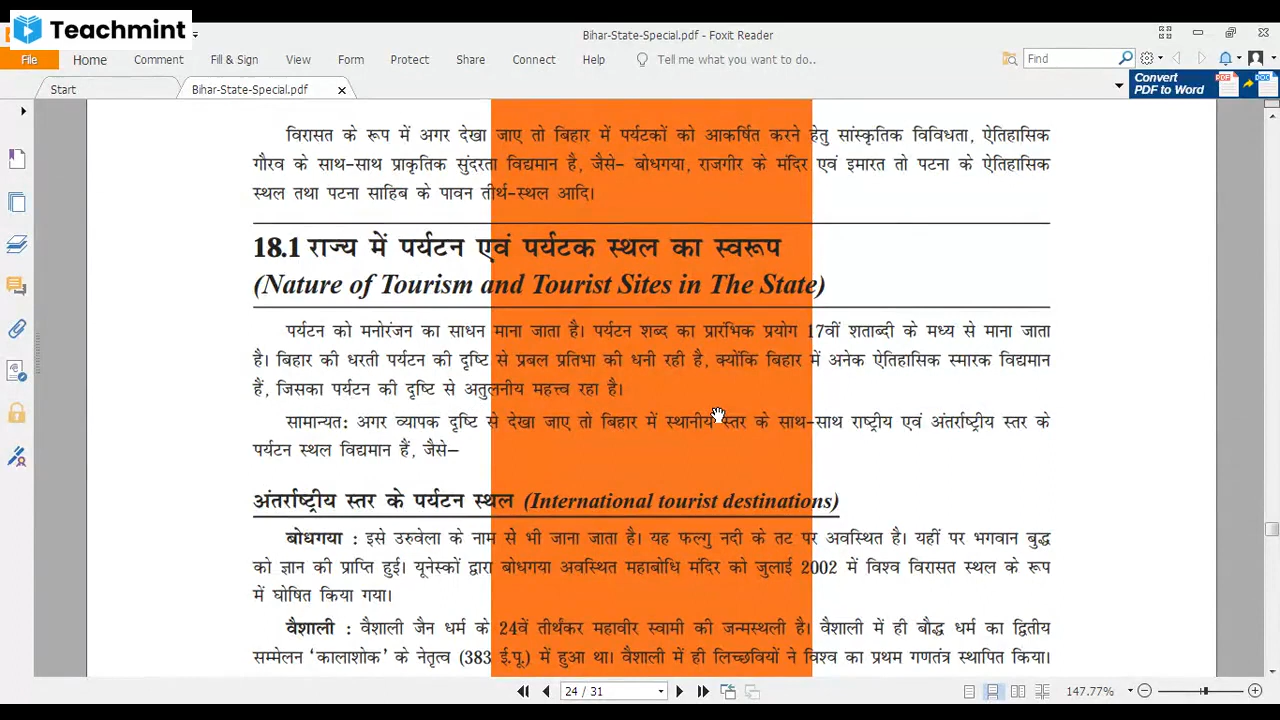 Teachmint
Bihar-State-Special.pdf - Foxit Reader
File Home Comment Fill & Sign View Form Protect Share Connect Help Tell me what you want to do.. Find
Start Bihar-State-Special.pdf
Convert
PDF to Word
विरासत के रूप में अगर देखा जाए तो बिहार में पर्यटकों को आकर्षित करने हेतु सांस्कृतिक विविधता, ऐतिहासिक
गौरव के साथ-साथ प्राकृतिक सुंदरता विद्यमान है, जैसे- बोधगया, राजगीर के मंदिर एवं इमारत तो पटना के ऐतिहासिक
स्थल तथा पटना साहिब के पावन तीर्थ-स्थल आदि।
18.1 राज्य में पर्यटन एवं पर्यटक स्थल का स्वरूप
(Nature of Tourism and Tourist Sites in The State)
पर्यटन को मनोरंजन का साधन माना जाता है। पर्यटन शब्द का प्रारंभिक प्रयोग 17वीं शताब्दी के मध्य से माना जाता
है। बिहार की धरती पर्यटन की दृष्टि से प्रबल प्रतिभा की धनी रही है, क्योंकि बिहार में अनेक ऐतिहासिक स्मारक विद्यमान
हैं, जिसका पर्यटन की दृष्टि से अतुलनीय महत्त्व रहा है।
सामान्यत: अगर व्यापक दृष्टि से देखा जाए तो बिहार में स्थानीय स्तर के साथ-साथ राष्ट्रीय एवं अंतर्राष्ट्रीय स्तर के
पर्यटन स्थल विद्यमान हैं, जैसे–
अंतर्राष्ट्रीय स्तर के पर्यटन स्थल (International tourist destinations)
बोधगया : इसे उरुवेला के नाम से भी जाना जाता है। यह फल्गु नदी के तट पर अवस्थित है। यहीं पर भगवान बुद्ध
को ज्ञान की प्राप्ति हुई। यूनेस्कों द्वारा बोधगया अवस्थित महाबोधि मंदिर को जुलाई 2002 में विश्व विरासत स्थल के रूप
में घोषित किया गया।
वैशाली : वैशाली जैन धर्म के 24वें तीर्थंकर महावीर स्वामी की जन्मस्थली है। वैशाली में ही बौद्ध धर्म का द्वितीय
सम्मेलन ‘कालाशोक’ के नेतृत्व (383 ई.पू.) में हुआ था। वैशाली में ही लिच्छवियों ने विश्व का प्रथम गणतंत्र स्थापित किया।
24 / 31 147.77%